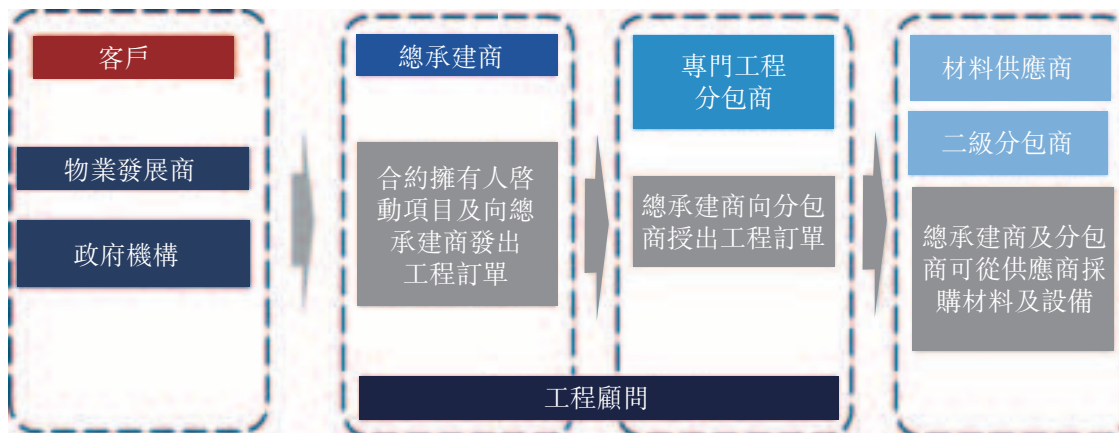 客戶
物業發展商
政府機構
總承建商
合約擁有人啓
動項目及向總
承建商發出
工程訂單
專門工程
分包商
總承建商向分包
商授出工程訂單
工程顧問
材料供應商
二級分包商
總承建商及分包
商可從供應商採
購材料及設備